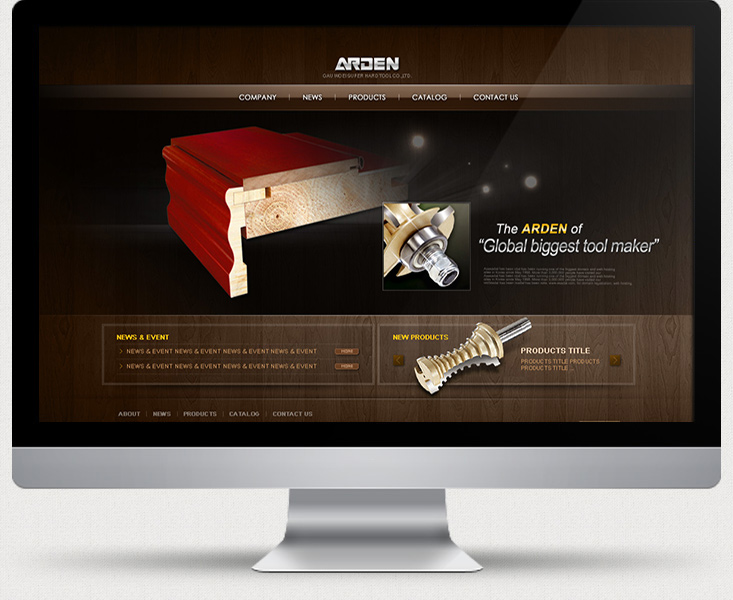 ARDEN
COMPANY | NEWS | PRODUCTS | CATALOG | CONTACT US
The ARDEN of
“Global biggest tool maker”
NEWS & EVENT
NEWS & EVENT NEWS & EVENT NEWS & EVENT NEWS & EVENT MORE
NEWS & EVENT NEWS & EVENT NEWS & EVENT NEWS & EVENT MORE
NEW PRODUCTS
PRODUCTS TITLE
PRODUCTS TITLE PRODUCTS
PRODUCTS TITLE ..
ABOUT | NEWS | PRODUCTS | CATALOG | CONTACT US